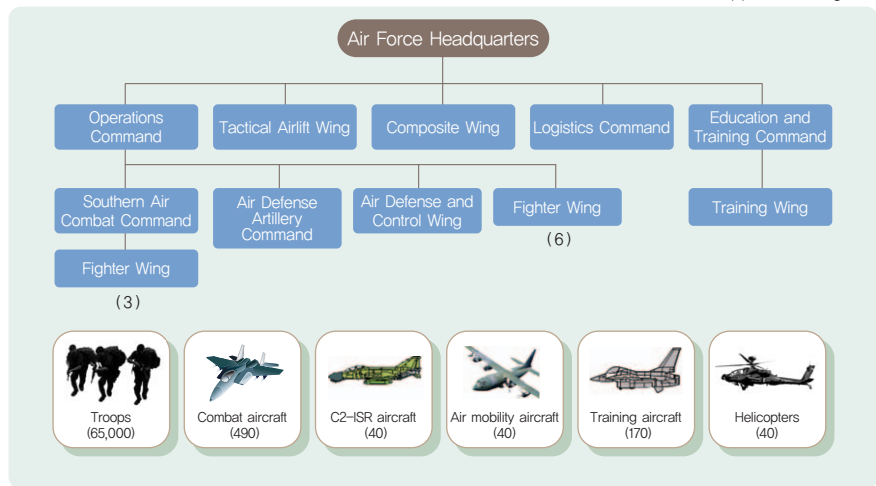 Air Force Headquarters
Operations
Command
Tactical Airlift Wing
Composite Wing
Logistics Command
Education and
Training Command
Southern Air
Combat Command
Air Defense
Artillery
Command
Air Defense and
Control Wing
Fighter Wing
(6)
Training Wing
Fighter Wing
(3)
Troops
(65,000)
Combat aircraft
(490)
C2-ISR aircraft
(40)
Air mobility aircraft
(40)
Training aircraft
(170)
Helicopters
(40)